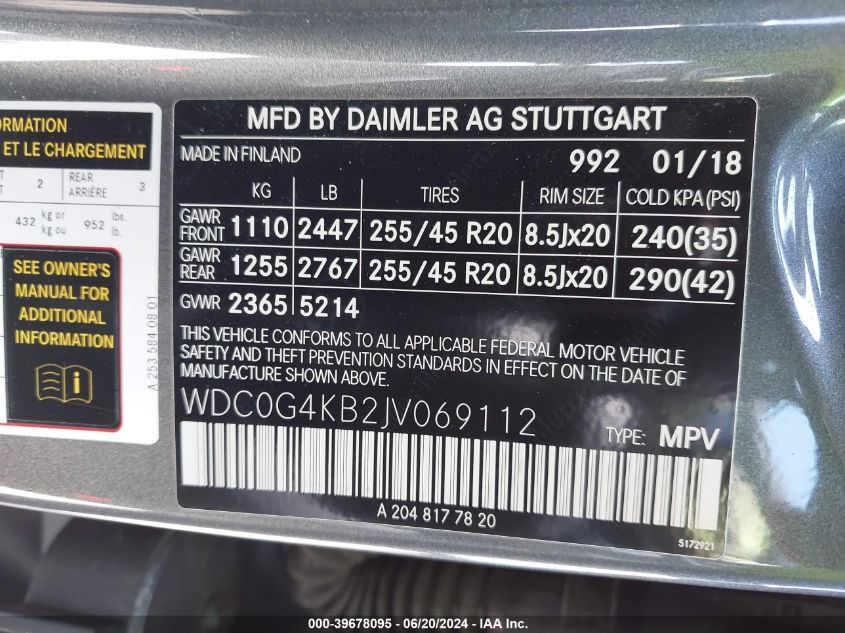 ORMATION
ET LE CHARGEMENT
T 2 REAR 3
T ARRIÈRE
432 kg or 952 lbs.
kg ou lb.
SEE OWNER'S
MANUAL FOR
ADDITIONAL
INFORMATION
i
A 253 584 08 01
MFD BY DAIMLER AG STUTTGART
MADE IN FINLAND 992 01/18
KG LB TIRES RIM SIZE COLD KPA (PSI)
GAWR FRONT 1110 2447 255/45 R20 8.5Jx20 240(35)
GAWR REAR 1255 2767 255/45 R20 8.5Jx20 290(42)
GVWR 2365 5214
THIS VEHICLE CONFORMS TO ALL APPLICABLE FEDERAL MOTOR VEHICLE
SAFETY AND THEFT PREVENTION STANDARDS IN EFFECT ON THE DATE OF
MANUFACTURE SHOWN ABOVE.
WDC0G4KB2JV069112
TYPE: MPV
A 204 817 78 20
5172921
000-39678095 - 06/20/2024 - IAA Inc.